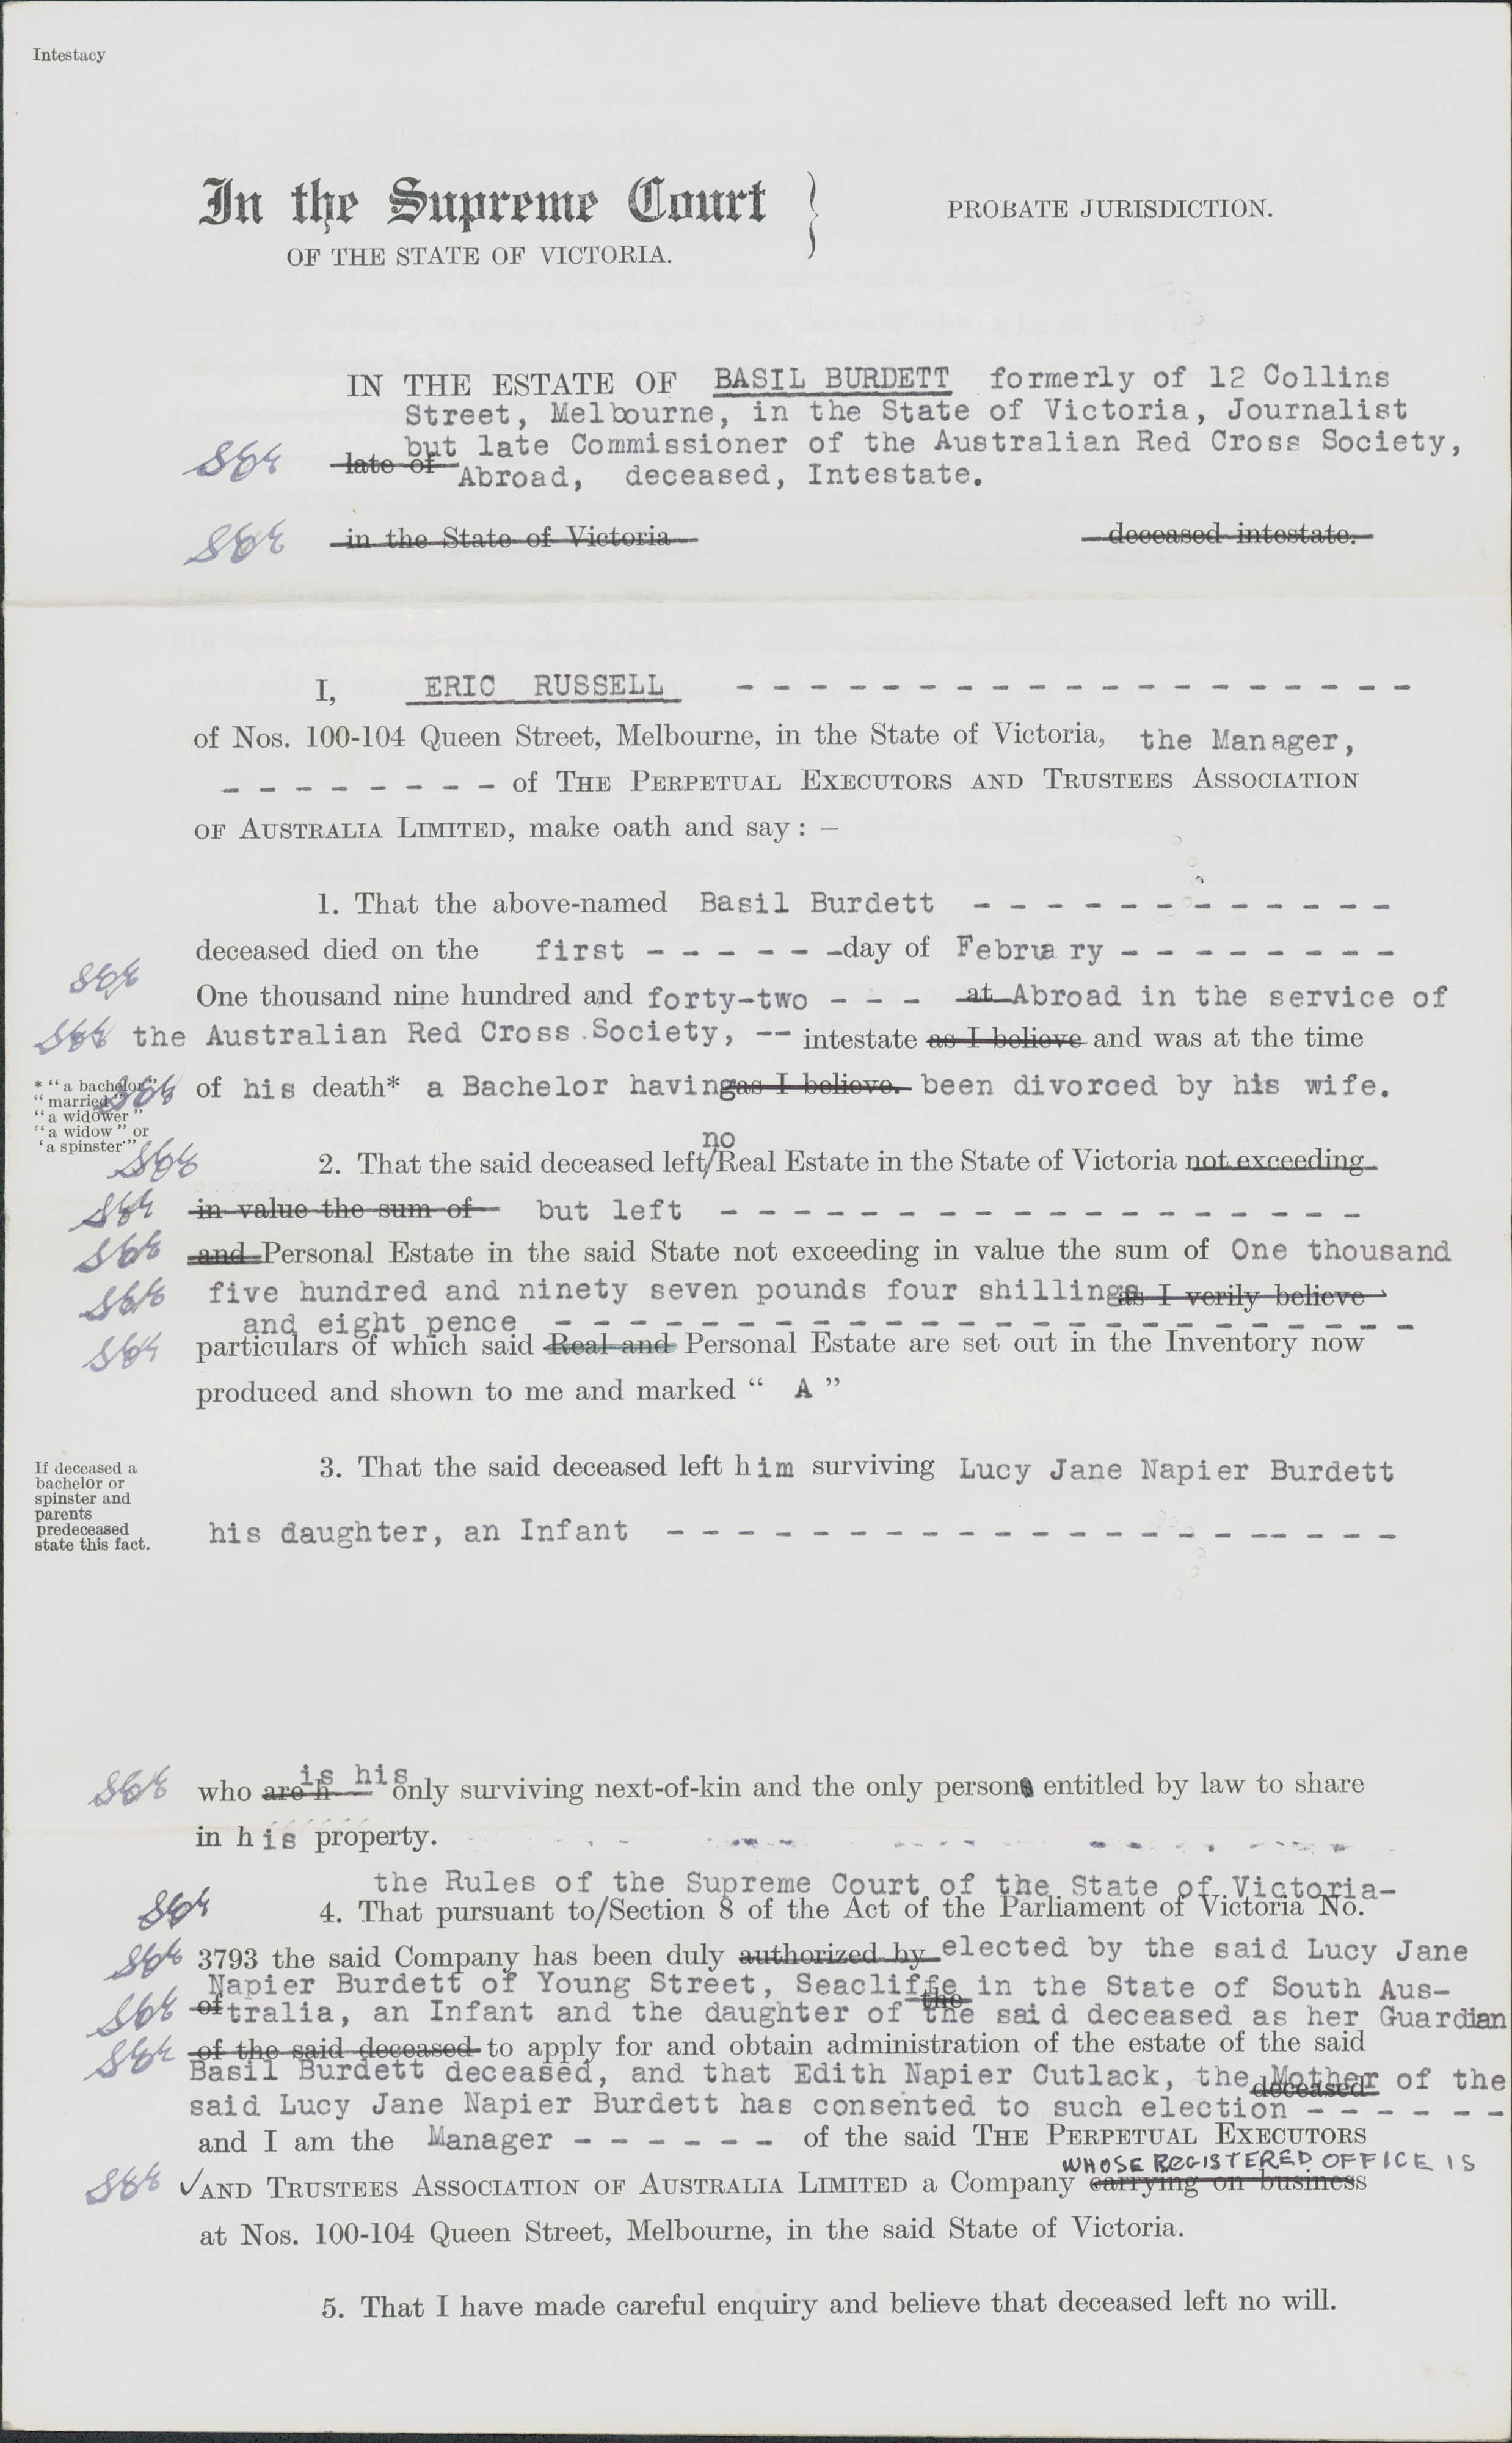 Intestacy
In the Supreme Court
OF THE STATE OF VICTORIA.
PROBATE JURISDICTION.
IN THE ESTATE OF BASIL BURDETT formerly of 12 Collins
Street, Melbourne, in the State of Victoria, Journalist
but late Commissioner of the Australian Red Cross Society,
late of Abroad, deceased, Intestate.
in the State of Victoria deceased intestate.
I, ERIC RUSSELL - - - - - - - - - - - - - - - - - - -
of Nos. 100-104 Queen Street, Melbourne, in the State of Victoria, the Manager,
- - - - - - - - of THE PERPETUAL EXECUTORS AND TRUSTEES ASSOCIATION
OF AUSTRALIA LIMITED, make oath and say : —
1. That the above-named Basil Burdett - - - - - - - - - - - -
deceased died on the first - - - - - -day of February - - - - - - - -
One thousand nine hundred and forty-two - - - at Abroad in the service of
the Australian Red Cross Society, -- intestate as I believe and was at the time
of his death* a Bachelor having as I believe. been divorced by his wife.
* "a bachelor"
"married"
"a widower"
"a widow" or
'a spinster'"
no
2. That the said deceased left/Real Estate in the State of Victoria not exceeding
in value the sum of but left - - - - - - - - - - - - - - - - - -
and Personal Estate in the said State not exceeding in value the sum of One thousand
five hundred and ninety seven pounds four shillings as I verily believe
and eight pence - - - - - - - - - - - - - - - - - - - - - - - -
particulars of which said Real and Personal Estate are set out in the Inventory now
produced and shown to me and marked " A "
If deceased a
bachelor or
spinster and
parents
predeceased
state this fact.
3. That the said deceased left him surviving Lucy Jane Napier Burdett
his daughter, an Infant - - - - - - - - - - - - - - - - - - - - -
is his
who are h only surviving next-of-kin and the only person entitled by law to share
in his property.
the Rules of the Supreme Court of the State of Victoria-
4. That pursuant to/Section 8 of the Act of the Parliament of Victoria No.
3793 the said Company has been duly authorized by elected by the said Lucy Jane
Napier Burdett of Young Street, Seacliffe in the State of South Aus-
of tralia, an Infant and the daughter of the the said deceased as her Guardian
of the said deceased to apply for and obtain administration of the estate of the said
Basil Burdett deceased, and that Edith Napier Cutlack, the Mother of the
deceased
said Lucy Jane Napier Burdett has consented to such election - - - - - -
and I am the Manager - - - - - - of the said THE PERPETUAL EXECUTORS
WHOSE REGISTERED OFFICE IS
AND TRUSTEES ASSOCIATION OF AUSTRALIA LIMITED a Company carrying on business
at Nos. 100-104 Queen Street, Melbourne, in the said State of Victoria.
5. That I have made careful enquiry and believe that deceased left no will.